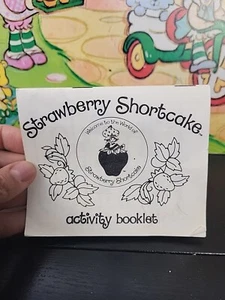 Strawberry Shortcake.
Welcome to the World of
Strawberry Shortcake
activity booklet